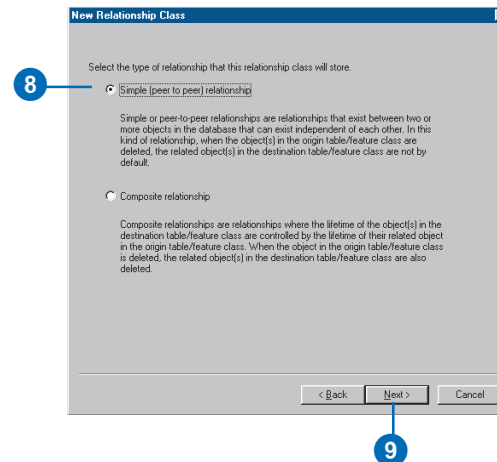 New Relationship Class
Select the type of relationship that this relationship class will store.
8
Simple (peer to peer) relationship
Simple or peer-to-peer relationships are relationships that exist between two or
more objects in the database that can exist independent of each other. In this
kind of relationship, when the object(s) in the origin table/feature class are
deleted, the related object(s) in the destination table/feature class are not by
default.
Composite relationship
Composite relationships are relationships where the lifetime of the object(s) in the
destination table/feature class are controlled by the lifetime of their related object
in the origin table/feature class. When the object in the origin table/feature class
is deleted, the related object(s) in the destination table/feature class are also
deleted.
< Back Next > Cancel
9